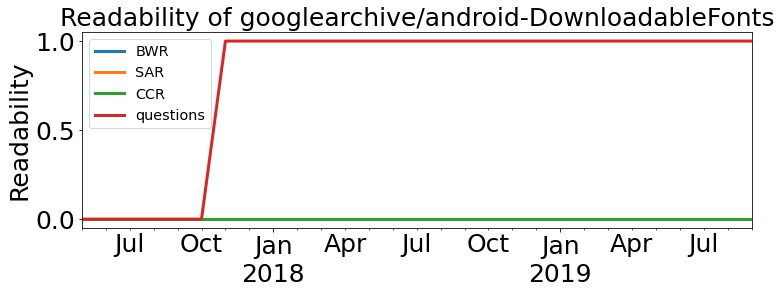 Readability of googlearchive/android-DownloadableFonts
BWR
SAR
CCR
questions
Readability
1.0
0.5
0.0
Jul Oct Jan Apr Jul Oct Jan Apr Jul
2018 2019